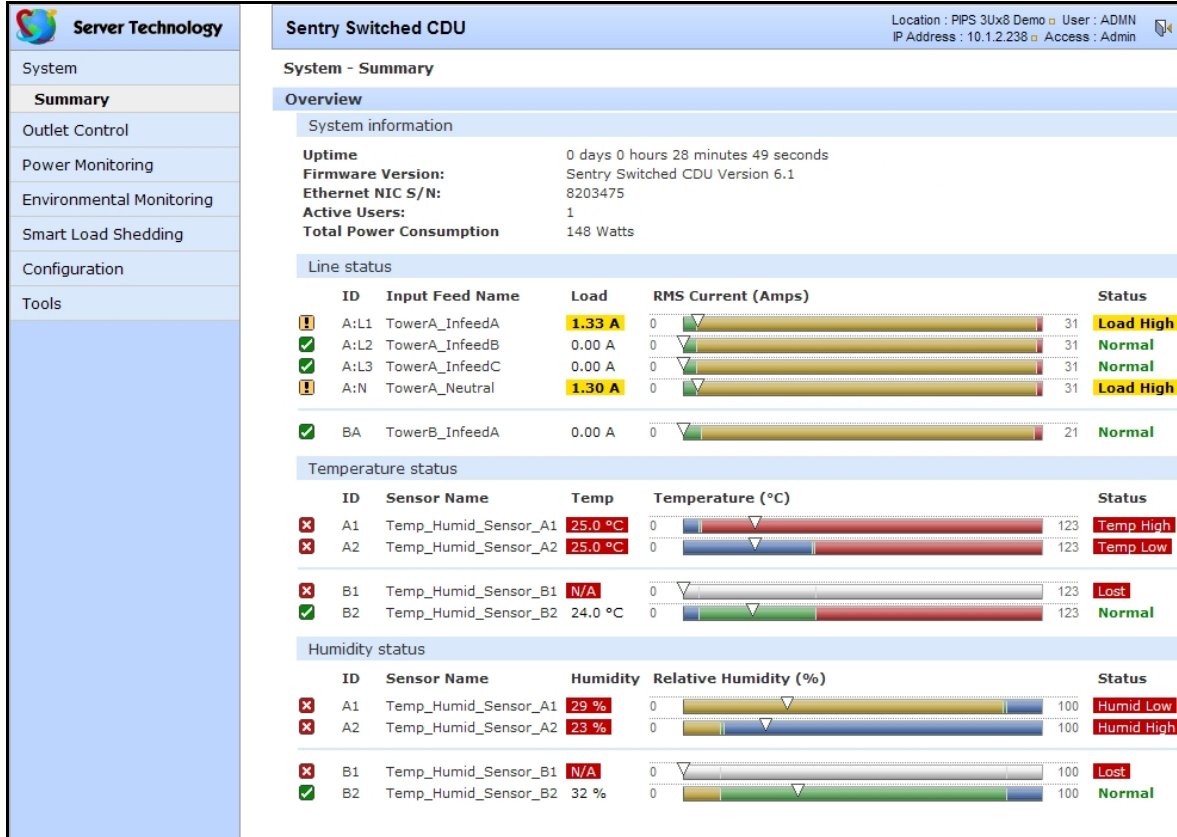 Server Technology
Sentry Switched CDU
Location : PIPS 3Ux8 Demo User : ADMN
IP Address : 10.1.2.238 Access : Admin
System
Summary
Outlet Control
Power Monitoring
Environmental Monitoring
Smart Load Shedding
Configuration
Tools
System - Summary
Overview
System information
Uptime 0 days 0 hours 28 minutes 49 seconds
Firmware Version: Sentry Switched CDU Version 6.1
Ethernet NIC S/N: 8203475
Active Users: 1
Total Power Consumption 148 Watts
Line status
ID Input Feed Name Load RMS Current (Amps) Status
A:L1 TowerA_InfeedA 1.33 A 0 31 Load High
A:L2 TowerA_InfeedB 0.00 A 0 31 Normal
A:L3 TowerA_InfeedC 0.00 A 0 31 Normal
A:N TowerA_Neutral 1.30 A 0 31 Load High
BA TowerB_InfeedA 0.00 A 0 21 Normal
Temperature status
ID Sensor Name Temp Temperature (°C) Status
A1 Temp_Humid_Sensor_A1 25.0 °C 0 123 Temp High
A2 Temp_Humid_Sensor_A2 25.0 °C 0 123 Temp Low
B1 Temp_Humid_Sensor_B1 N/A 0 123 Lost
B2 Temp_Humid_Sensor_B2 24.0 °C 0 123 Normal
Humidity status
ID Sensor Name Humidity Relative Humidity (%) Status
A1 Temp_Humid_Sensor_A1 29 % 0 100 Humid Low
A2 Temp_Humid_Sensor_A2 23 % 0 100 Humid High
B1 Temp_Humid_Sensor_B1 N/A 0 100 Lost
B2 Temp_Humid_Sensor_B2 32 % 0 100 Normal